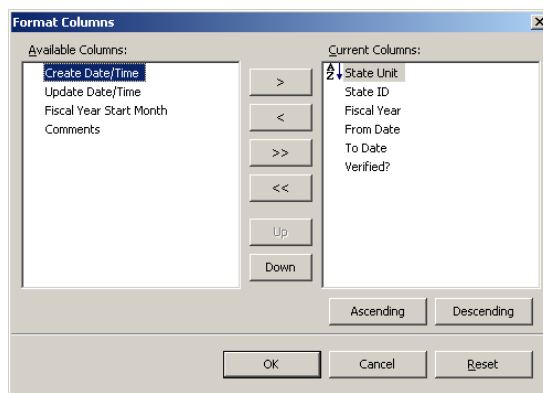 Format Columns
Available Columns:
Create Date/Time
Update Date/Time
Fiscal Year Start Month
Comments
>
<
>>
<<
Up
Down
Current Columns:
A
Z
State Unit
State ID
Fiscal Year
From Date
To Date
Verified?
Ascending
Descending
OK
Cancel
Reset